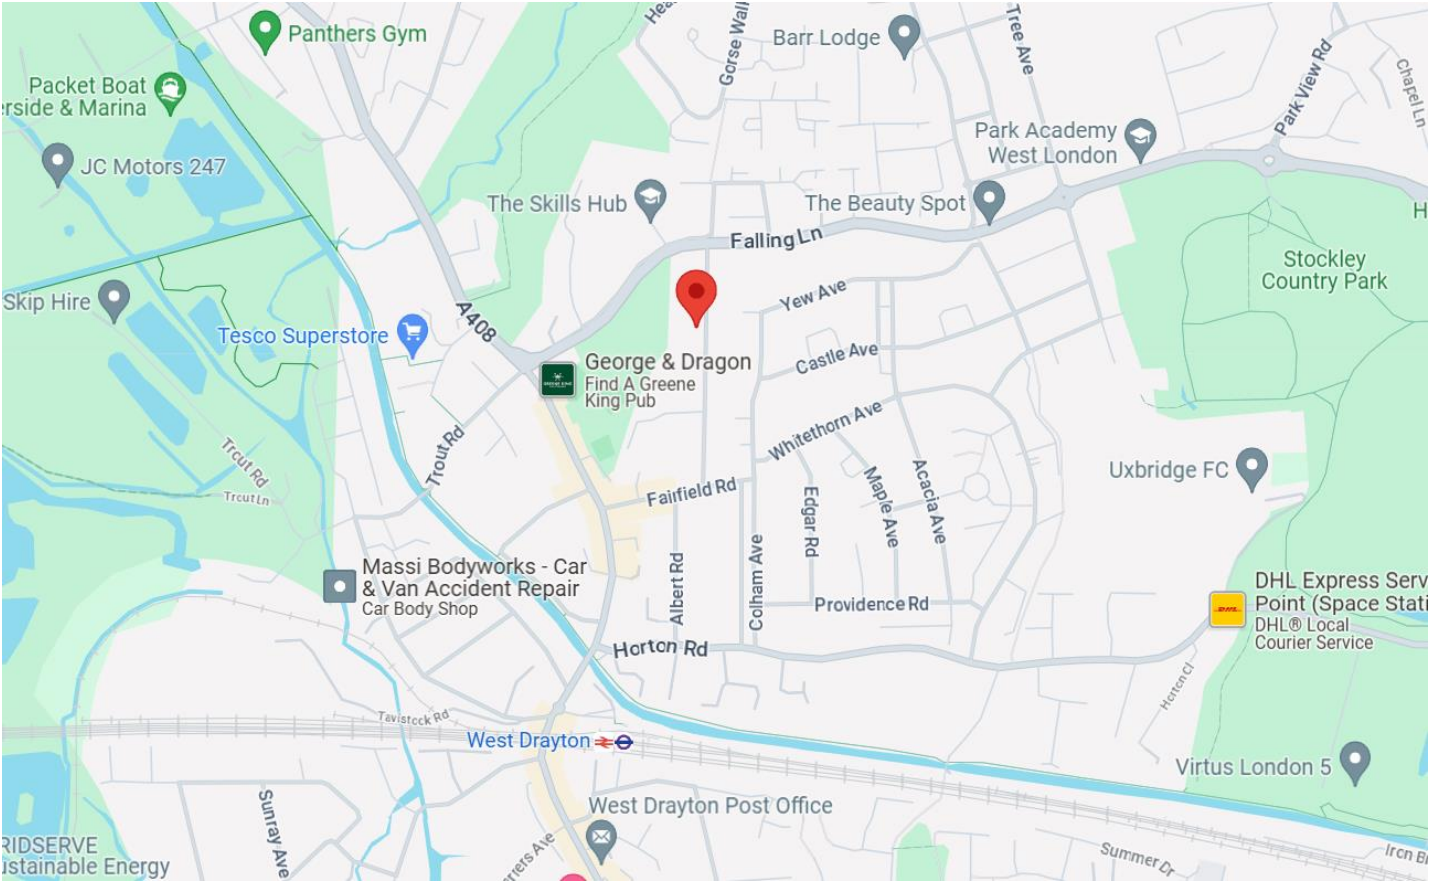 Panthers Gym
Hea
Gorse Walk
Barr Lodge
Tree Ave
Park View Rd
Chapel Ln
Packet Boat
erside & Marina
JC Motors 247
Park Academy
West London
The Skills Hub
The Beauty Spot
Falling Ln
H
Stockley
Country Park
Skip Hire
Yew Ave
A408
Tesco Superstore
George & Dragon
Find A Greene
King Pub
Castle Ave
Whitethorn Ave
Trout Rd
Trout Rd
Trout Ln
Fairfield Rd
Edgar Rd
Maple Ave
Acacia Ave
Uxbridge FC
Massi Bodyworks - Car
& Van Accident Repair
Car Body Shop
Albert Rd
Colham Ave
Providence Rd
DHL Express Serv
Point (Space Stati
DHL® Local
Courier Service
Horton Rd
Horton Cl
Tavistock Rd
West Drayton
Virtus London 5
West Drayton Post Office
Sunray Ave
RIDSERVE
ustainable Energy
rriers Ave
Summer Dr
Iron Br